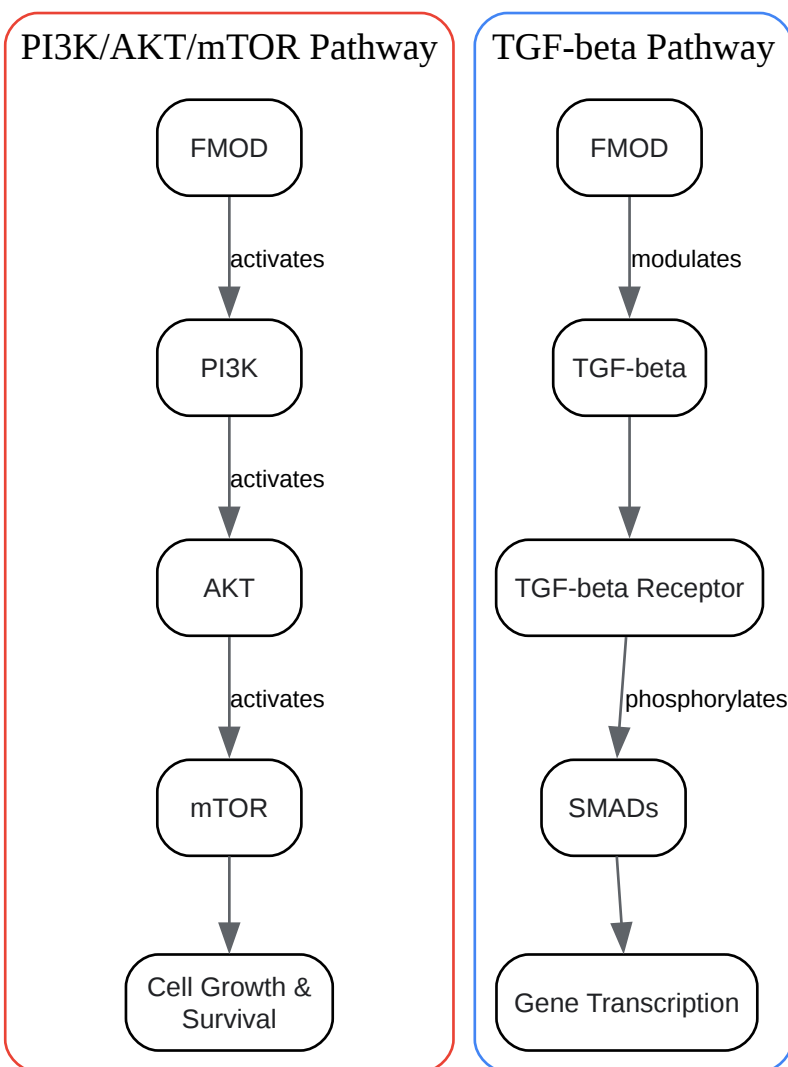 PI3K/AKT/mTOR Pathway
FMOD
activates
PI3K
activates
AKT
activates
mTOR
Cell Growth &
Survival
TGF-beta Pathway
FMOD
modulates
TGF-beta
TGF-beta Receptor
phosphorylates
SMADs
Gene Transcription